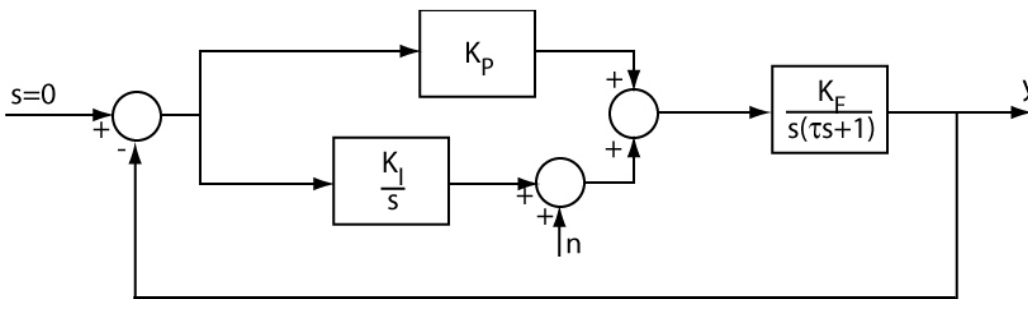 s=0
+
-
K_P
K_I
s
+
+
n
+
+
K_F
s(τs+1)
y